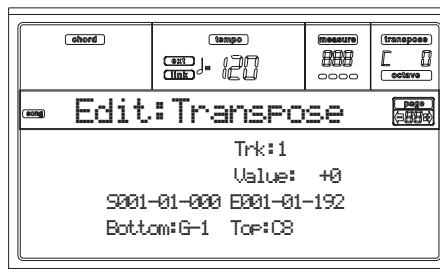 chord tempo measure transpose
ext link ♩= 120 888 [ 0
octave
song Edit:Transpose page
88
Trk:1
Value: +0
S001-01-000 E001-01-192
Bottom:G-1 Top:C8